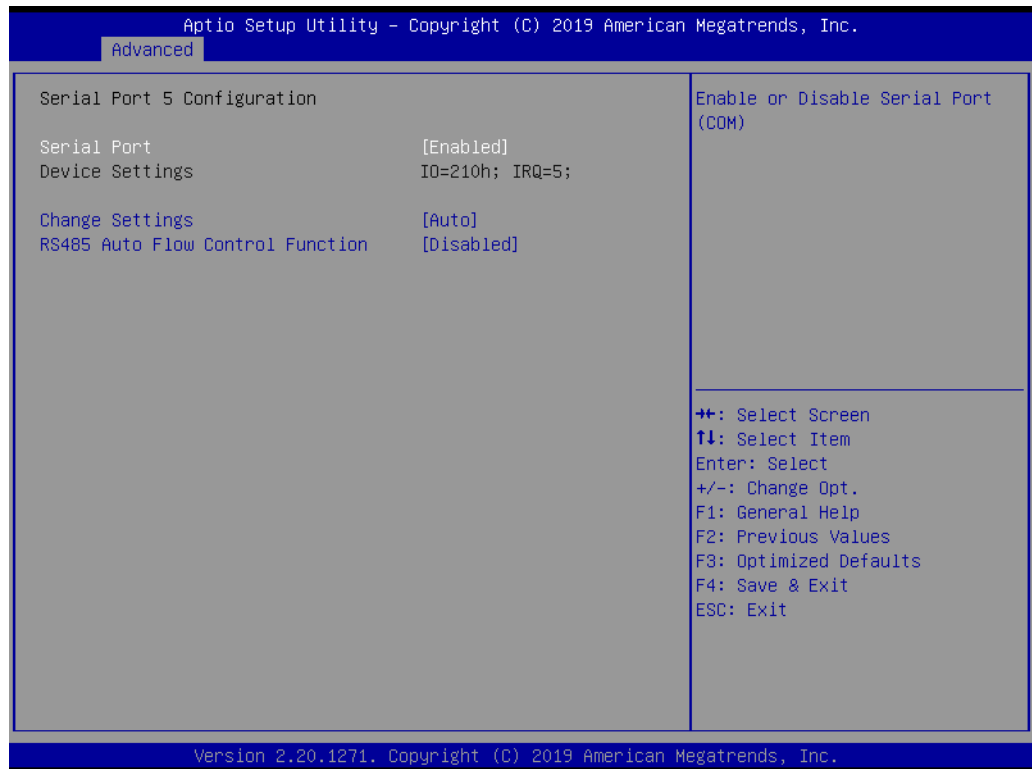 Aptio Setup Utility – Copyright (C) 2019 American Megatrends, Inc.
Advanced
Serial Port 5 Configuration
Serial Port [Enabled]
Device Settings IO=210h; IRQ=5;
Change Settings [Auto]
RS485 Auto Flow Control Function [Disabled]
Enable or Disable Serial Port
(COM)
→←: Select Screen
↑↓: Select Item
Enter: Select
+/-: Change Opt.
F1: General Help
F2: Previous Values
F3: Optimized Defaults
F4: Save & Exit
ESC: Exit
Version 2.20.1271. Copyright (C) 2019 American Megatrends, Inc.